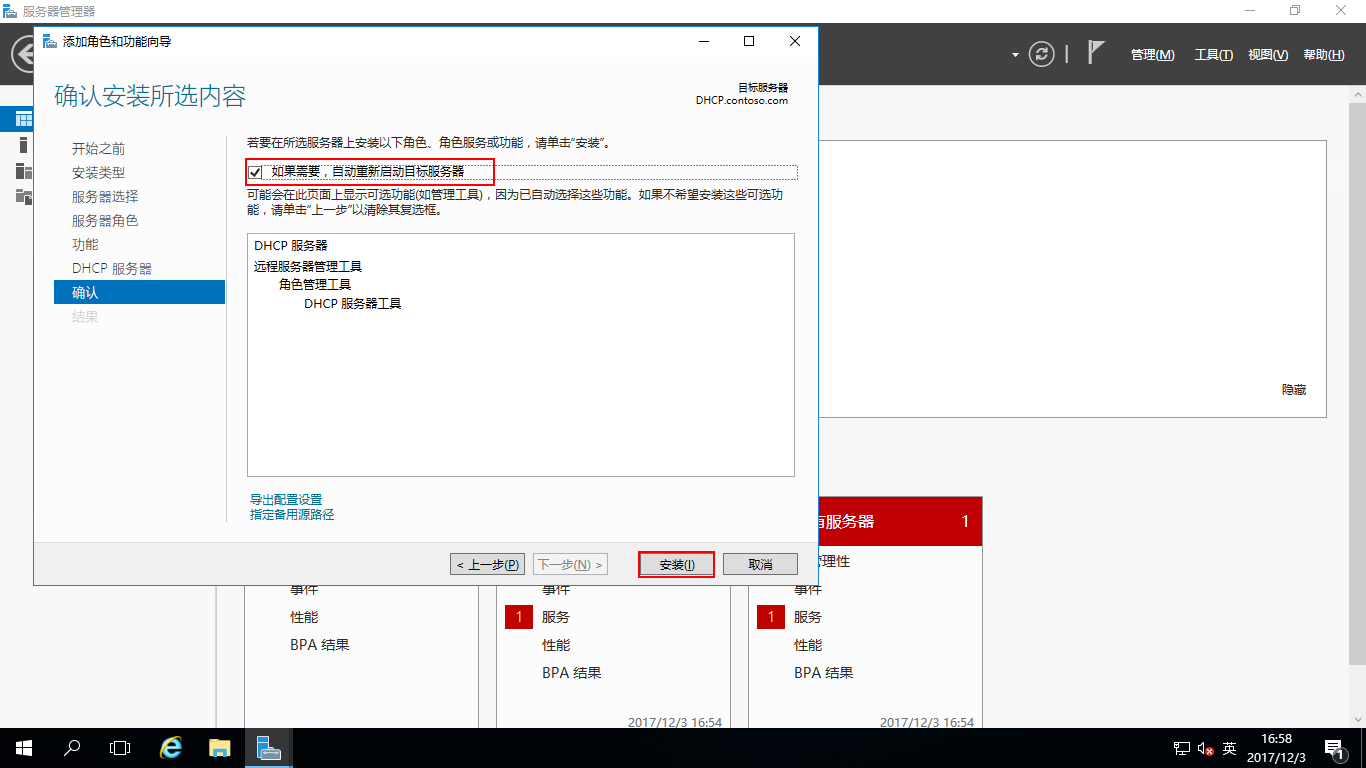 服务器管理器
管理(M) 工具(T) 视图(V) 帮助(H)
添加角色和功能向导
确认安装所选内容
目标服务器
DHCP.contoso.com
开始之前
安装类型
服务器选择
服务器角色
功能
DHCP 服务器
确认
结果
若要在所选服务器上安装以下角色、角色服务或功能，请单击“安装”。
如果需要，自动重新启动目标服务器
可能会在此页面上显示可选功能(如管理工具)，因为已自动选择这些功能。如果不希望安装这些可选功
能，请单击“上一步”以清除其复选框。
DHCP 服务器
远程服务器管理工具
角色管理工具
DHCP 服务器工具
导出配置设置
指定备用源路径
< 上一步(P) 下一步(N) > 安装(I) 取消
隐藏
服务器 1
管理性
事件
性能
BPA 结果
事件
1 服务
性能
BPA 结果
2017/12/3 16:54
事件
1 服务
性能
BPA 结果
2017/12/3 16:54
英
16:58
2017/12/3
1